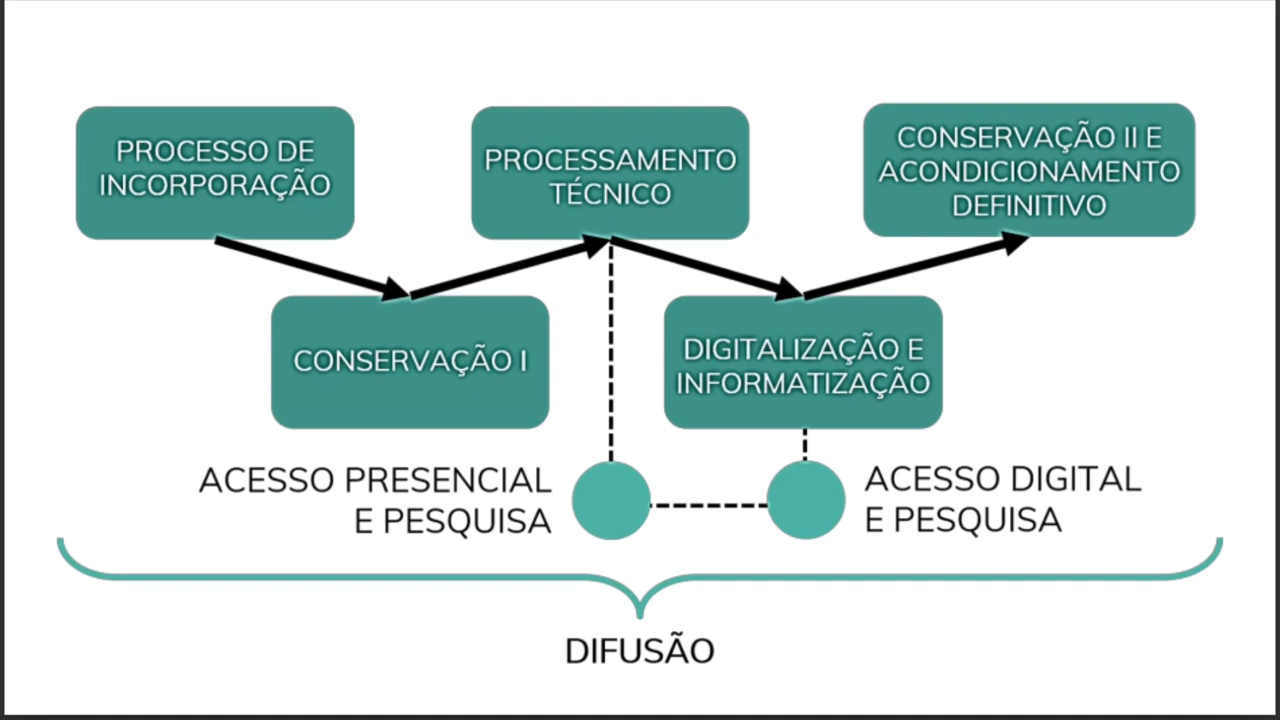 PROCESSO DE
INCORPORAÇÃO
PROCESSAMENTO
TÉCNICO
CONSERVAÇÃO II E
ACONDICIONAMENTO
DEFINITIVO
CONSERVAÇÃO I
DIGITALIZAÇÃO E
INFORMATIZAÇÃO
ACESSO PRESENCIAL
E PESQUISA
ACESSO DIGITAL
E PESQUISA
DIFUSÃO